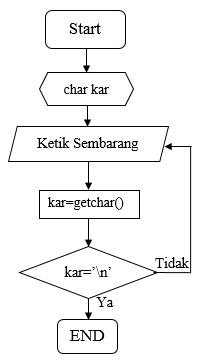 Start
char kar
Ketik Sembarang
kar=getchar()
kar=’\n’
Tidak
Ya
END